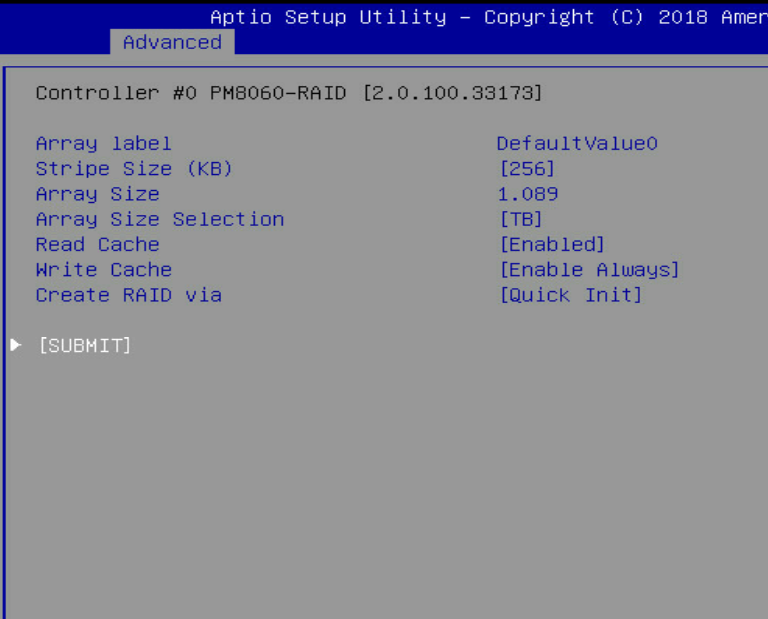 Aptio Setup Utility – Copyright (C) 2018 Amer
Advanced
Controller #0 PM8060-RAID [2.0.100.33173]
Array label DefaultValue0
Stripe Size (KB) [256]
Array Size 1.089
Array Size Selection [TB]
Read Cache [Enabled]
Write Cache [Enable Always]
Create RAID via [Quick Init]
[SUBMIT]